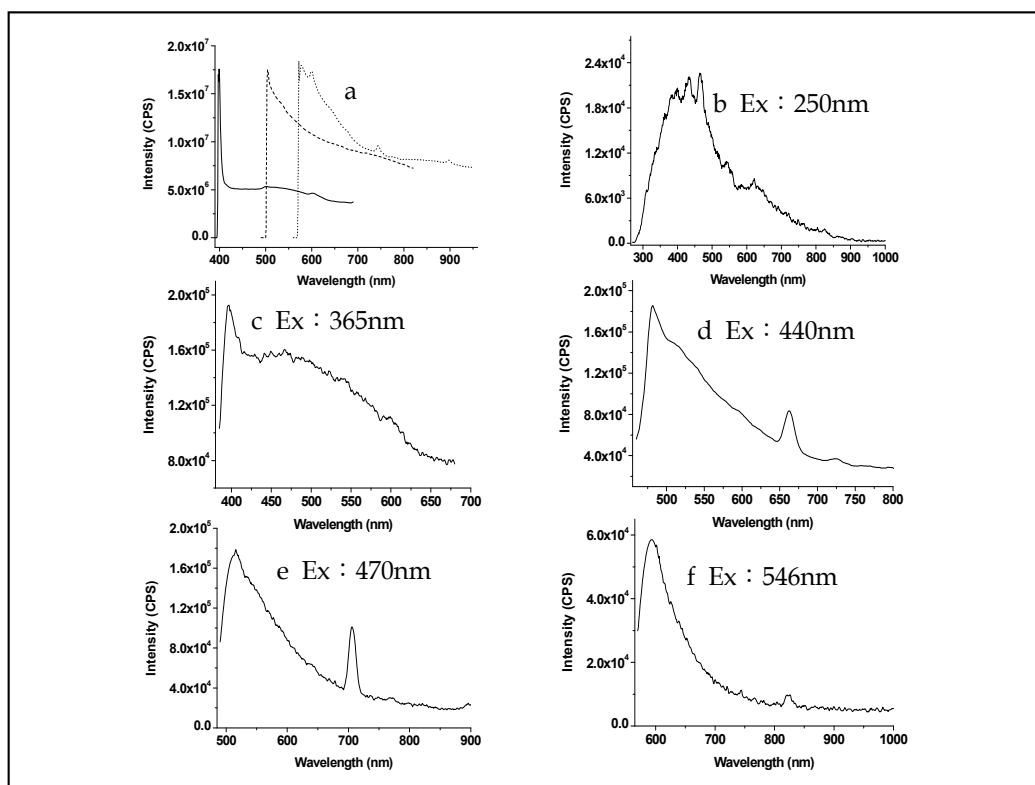 a
Intensity (CPS)
2.0x10⁷
1.5x10⁷
1.0x10⁷
5.0x10⁶
0.0
400 500 600 700 800 900
Wavelength (nm)
b Ex：250nm
Intensity (CPS)
2.4x10⁴
1.8x10⁴
1.2x10⁴
6.0x10³
0.0
300 400 500 600 700 800 900 1000
Wavelength (nm)
c Ex：365nm
Intensity (CPS)
2.0x10⁵
1.6x10⁵
1.2x10⁵
8.0x10⁴
400 450 500 550 600 650 700
Wavelength (nm)
d Ex：440nm
Intensity (CPS)
2.0x10⁵
1.6x10⁵
1.2x10⁵
8.0x10⁴
4.0x10⁴
500 550 600 650 700 750 800
Wavelength (nm)
e Ex：470nm
Intensity (CPS)
2.0x10⁵
1.6x10⁵
1.2x10⁵
8.0x10⁴
4.0x10⁴
0.0
500 600 700 800 900
Wavelength (nm)
f Ex：546nm
Intensity (CPS)
6.0x10⁴
4.0x10⁴
2.0x10⁴
0.0
600 700 800 900 1000
Wavelength (nm)